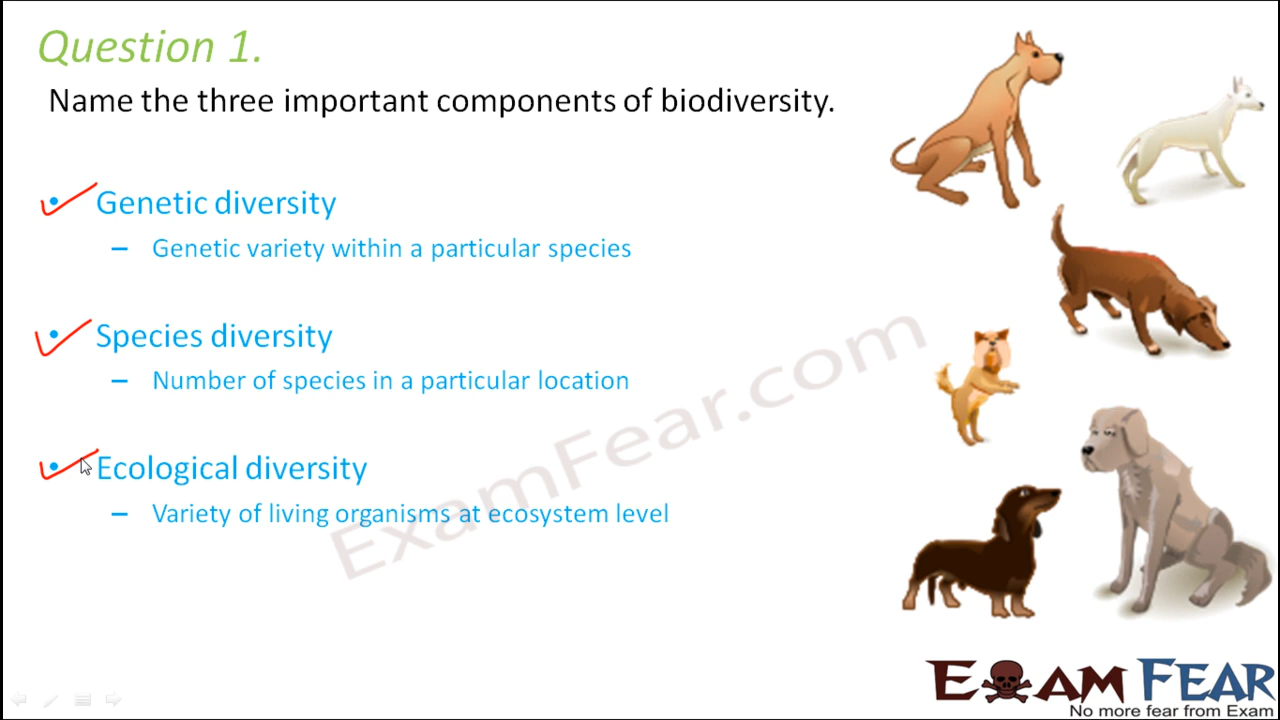 Question 1.
Name the three important components of biodiversity.
• Genetic diversity
– Genetic variety within a particular species
• Species diversity
– Number of species in a particular location
• Ecological diversity
– Variety of living organisms at ecosystem level
ExamFear.com
EXAM FEAR
No more fear from Exam